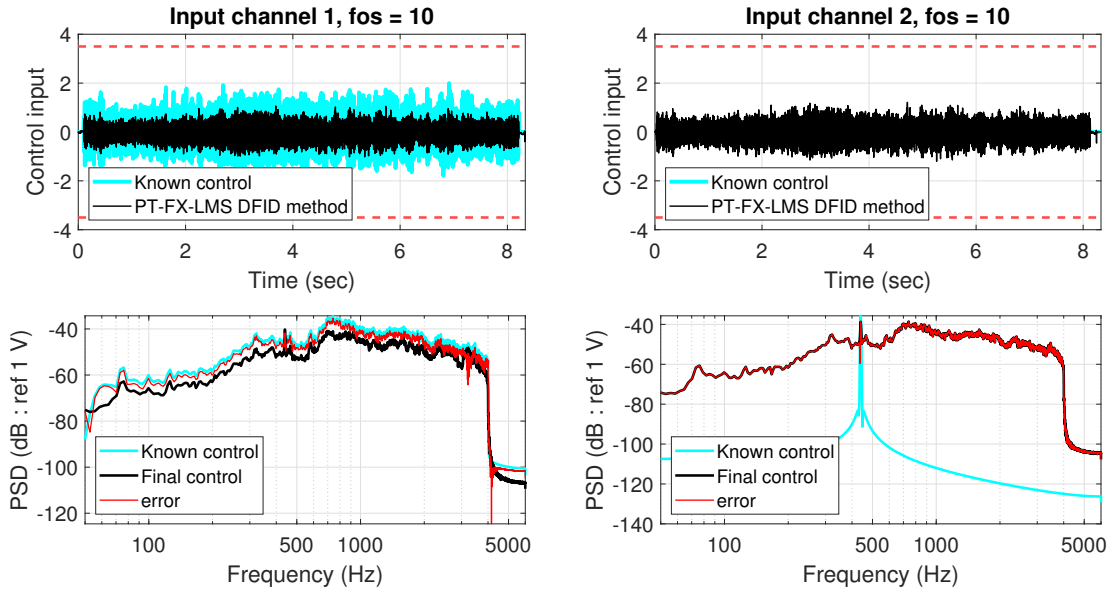 Input channel 1, fos = 10
4
2
0
-2
-4
Control input
Known control
PT-FX-LMS DFID method
0
2
4
6
8
Time (sec)
Input channel 2, fos = 10
4
2
0
-2
-4
Control input
Known control
PT-FX-LMS DFID method
0
2
4
6
8
Time (sec)
-40
-60
-80
-100
-120
PSD (dB : ref 1 V)
Known control
Final control
error
100
500
1000
5000
Frequency (Hz)
-40
-60
-80
-100
-120
-140
PSD (dB : ref 1 V)
Known control
Final control
error
100
500
1000
5000
Frequency (Hz)